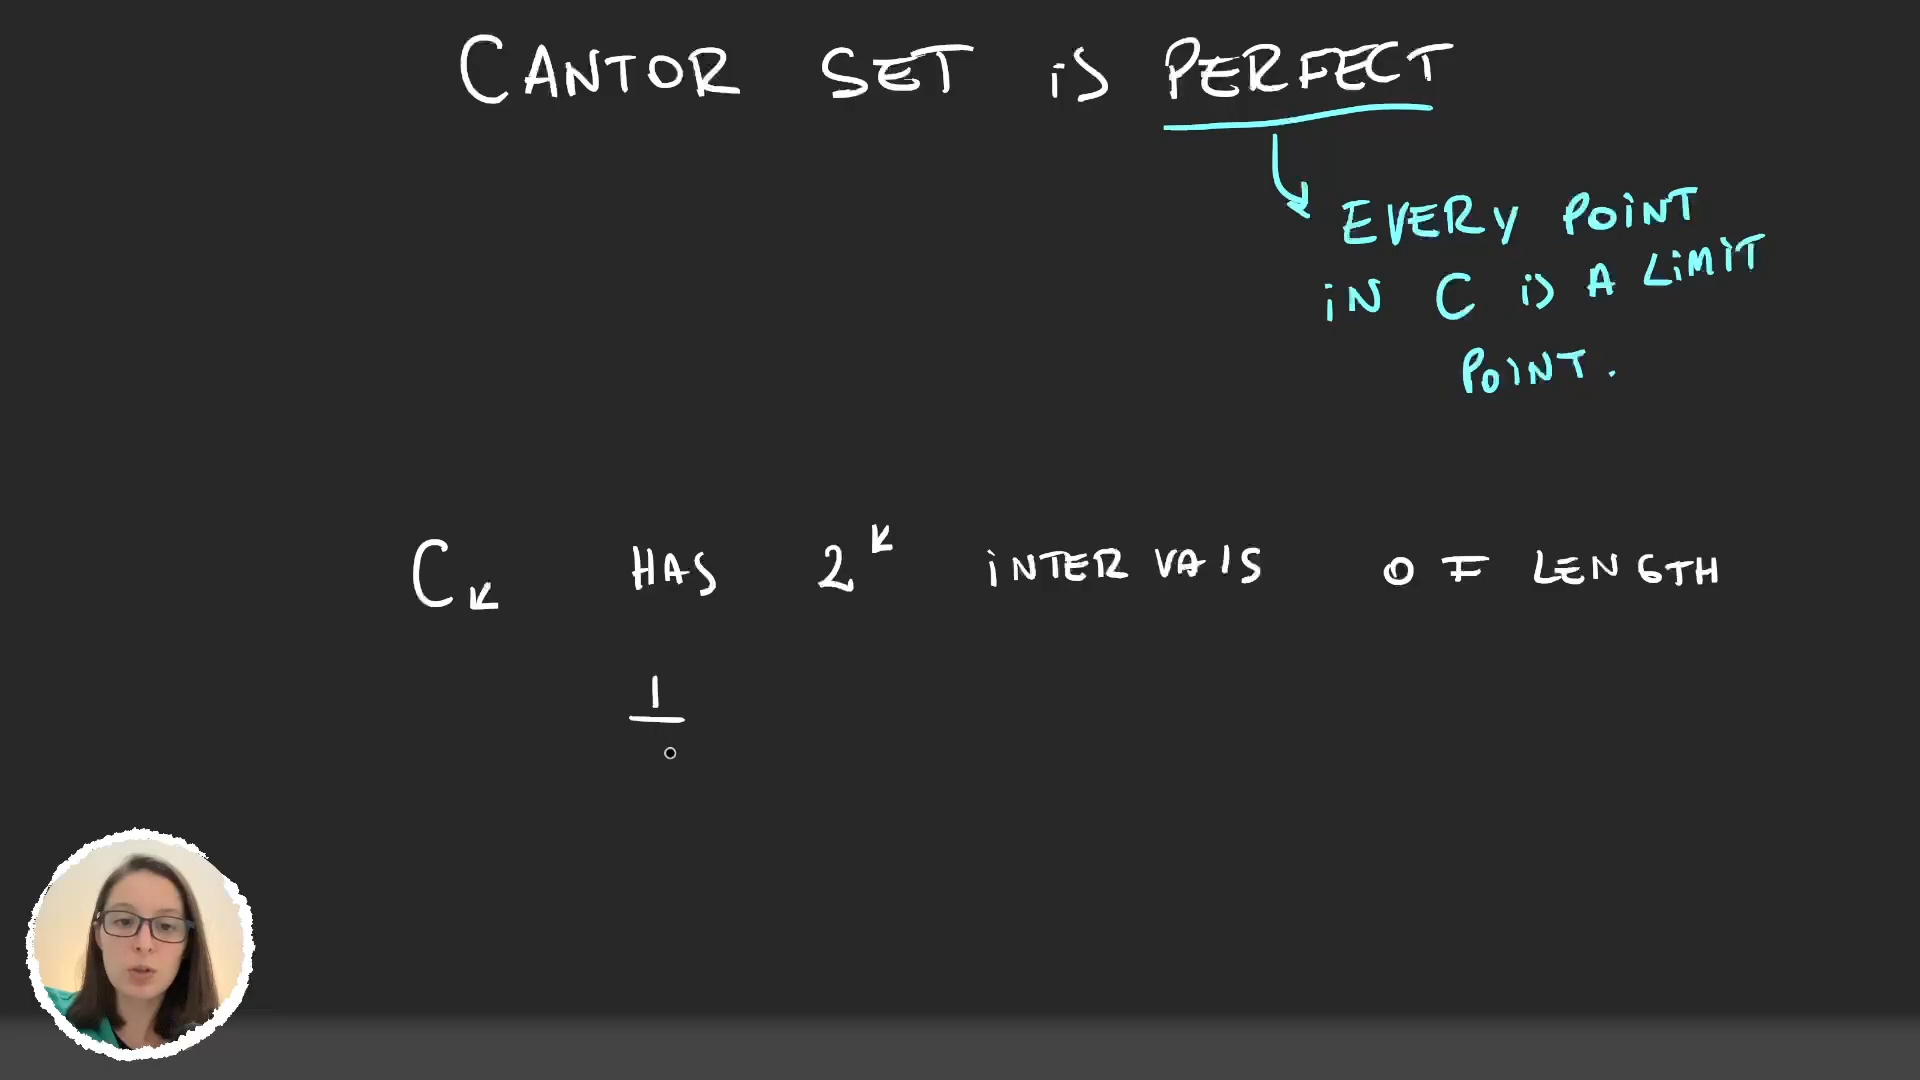 CANTOR SET is PERFECT
EVERY POiNT
iN C is A LiMiT
POiNT.
C_K HAS 2^K iNTERVAlS OF LENGTH
1